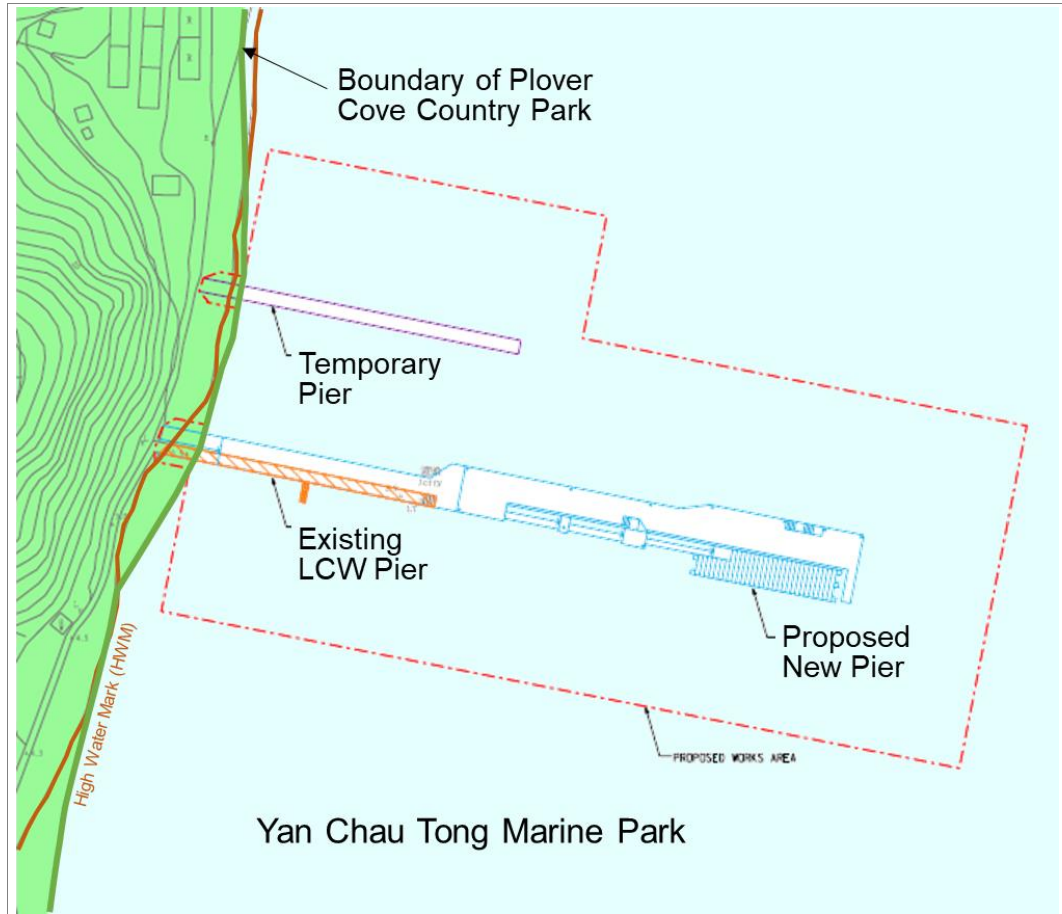 Boundary of Plover
Cove Country Park
Temporary
Pier
Existing
LCW Pier
Proposed
New Pier
High Water Mark (HWM)
PROPOSED WORKS AREA
Yan Chau Tong Marine Park